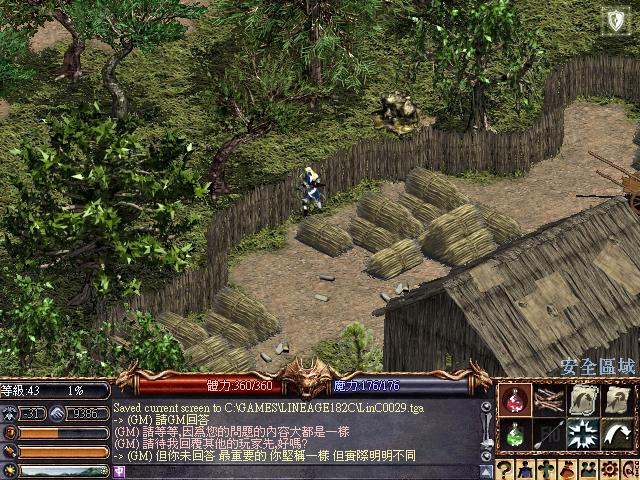 安全區域
等級:43 1%
體力:360/360
魔力:176/176
-31
9386
Saved current screen to C:\GAMES\LINEAGE182C\LinC0029.tga
-> (GM) 請GM回答
(GM) 請等等,因為您的問題的內容大都是一樣
(GM) 請待我回覆其他的玩家先,好嗎?
-> (GM) 但你未回答 最重要的 你堅稱一樣 但實際明明不同